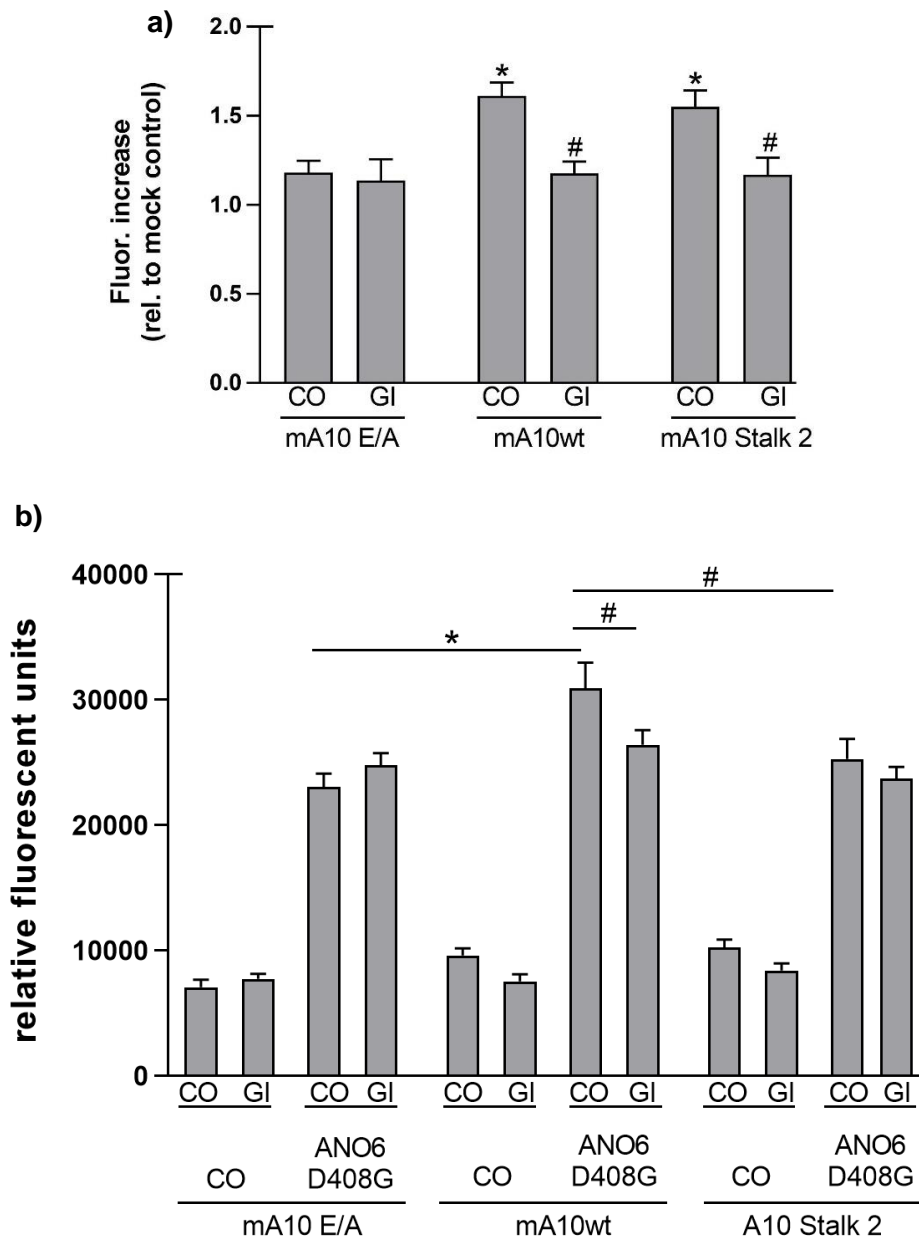 a)
Fluor. increase
(rel. to mock control)
2.0
1.5
1.0
0.5
0.0
*
#
*
#
CO GI CO GI CO GI
mA10 E/A mA10wt mA10 Stalk 2
b)
relative fluorescent units
40000
30000
20000
10000
0
#
#
*
CO GI CO GI CO GI CO GI CO GI CO GI
CO ANO6 D408G CO ANO6 D408G CO ANO6 D408G
mA10 E/A mA10wt A10 Stalk 2